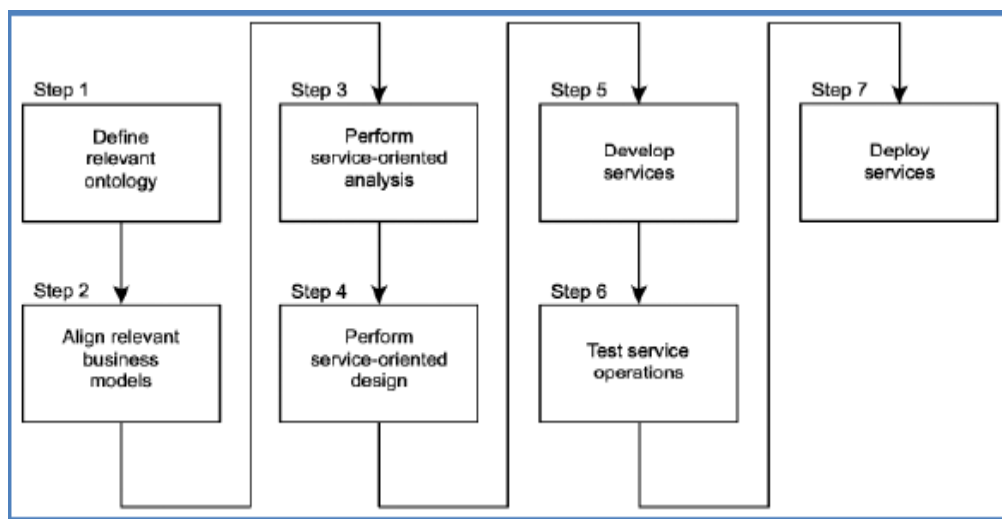 Step 1
Define
relevant
ontology
Step 2
Align relevant
business
models
Step 3
Perform
service-oriented
analysis
Step 4
Perform
service-oriented
design
Step 5
Develop
services
Step 6
Test service
operations
Step 7
Deploy
services